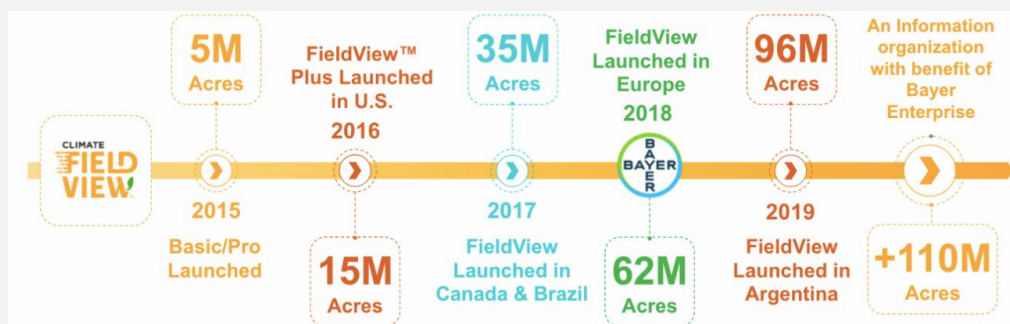 CLIMATE
FIELD
VIEW™
5M
Acres
2015
Basic/Pro
Launched
FieldView™
Plus Launched
in U.S.
2016
15M
Acres
35M
Acres
2017
FieldView
Launched in
Canada & Brazil
FieldView
Launched in
Europe
2018
BAYER
BAYER
62M
Acres
96M
Acres
2019
FieldView
Launched in
Argentina
An Information
organization
with benefit of
Bayer
Enterprise
+110M
Acres